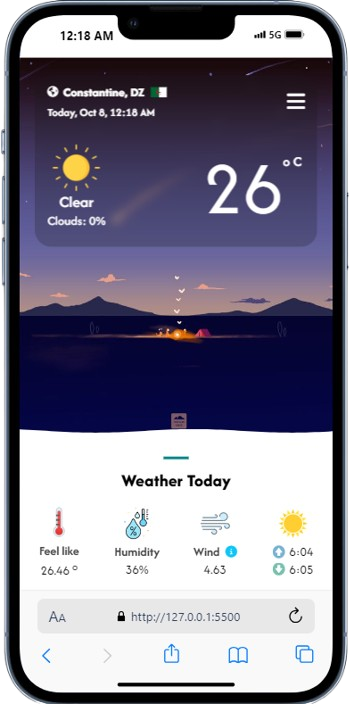 12:18 AM 5G
Constantine, DZ
Today, Oct 8, 12:18 AM
26 °C
Clear
Clouds: 0%
Weather Today
Feel like Humidity Wind i 6:04
26.46 ° 36% 4.63 6:05
AA http://127.0.0.1:5500